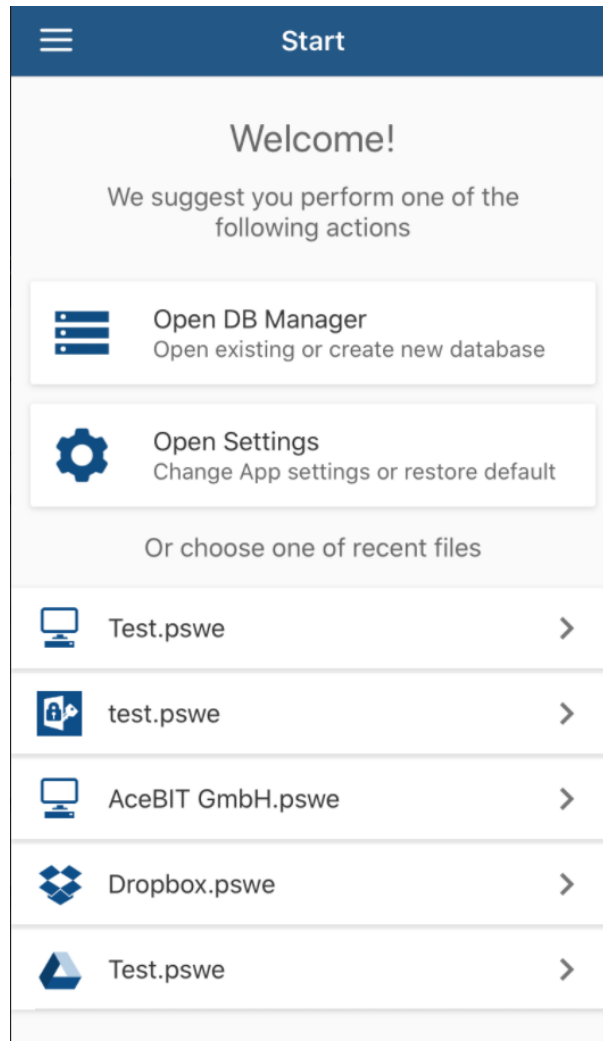 Start
Welcome!
We suggest you perform one of the
following actions
Open DB Manager
Open existing or create new database
Open Settings
Change App settings or restore default
Or choose one of recent files
Test.pswe
test.pswe
AceBIT GmbH.pswe
Dropbox.pswe
Test.pswe